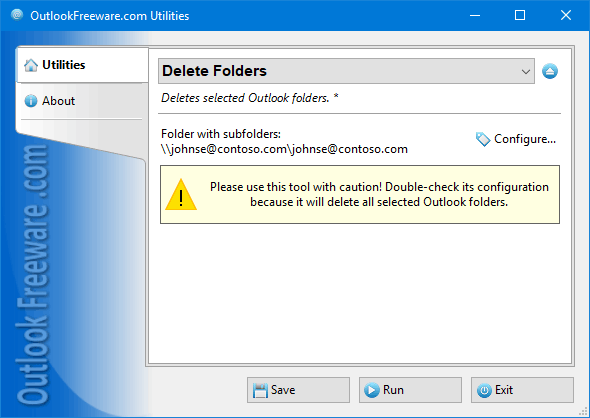 OutlookFreeware.com Utilities
Utilities
About
Outlook Freeware .com
Delete Folders
Deletes selected Outlook folders. *
Folder with subfolders:
\\johnse@contoso.com\johnse@contoso.com
Configure...
Please use this tool with caution! Double-check its configuration
because it will delete all selected Outlook folders.
Save
Run
Exit